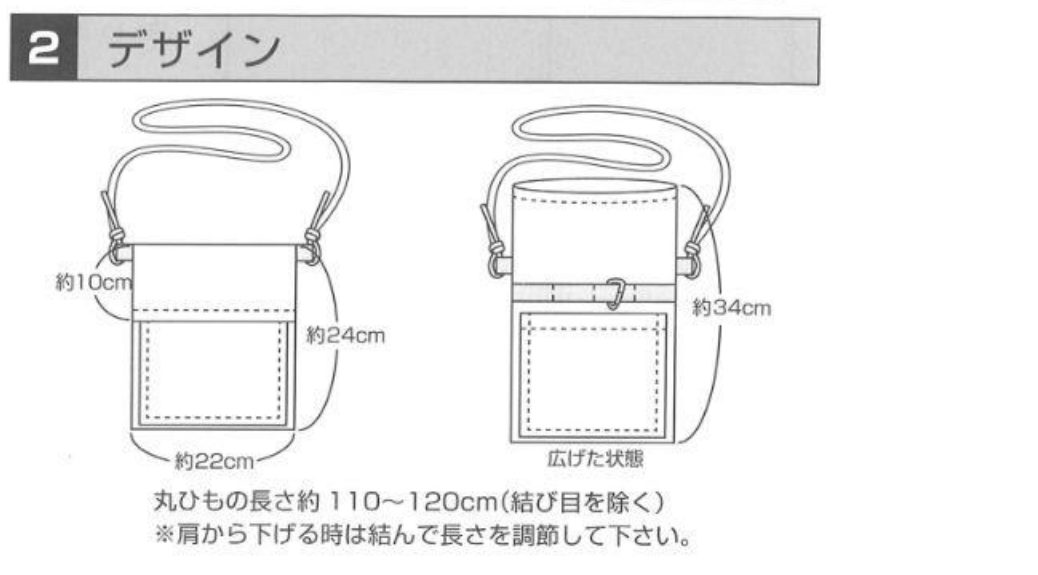 2 デザイン
約10cm
約24cm
約22cm
約34cm
広げた状態
丸ひもの長さ約 110〜120cm(結び目を除く)
※肩から下げる時は結んで長さを調節して下さい。